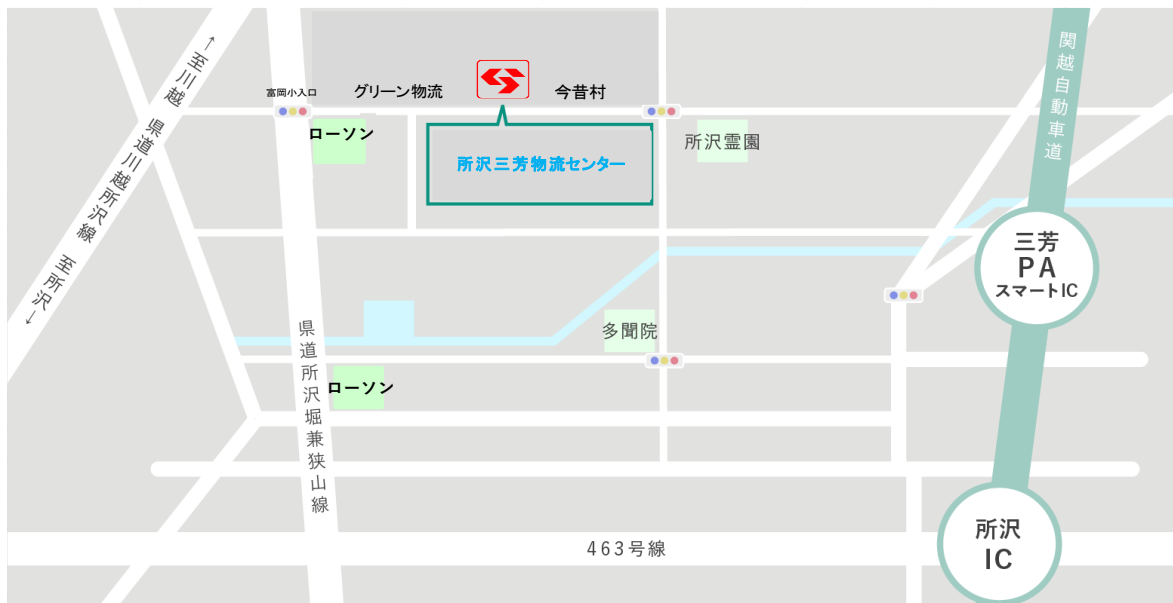 関越自動車道
←至川越 県道川越所沢線 至所沢→
富岡小入口
グリーン物流
今昔村
ローソン
所沢三芳物流センター
所沢霊園
三芳
PA
スマートIC
多聞院
県道所沢堀兼狭山線
ローソン
所沢
IC
463号線